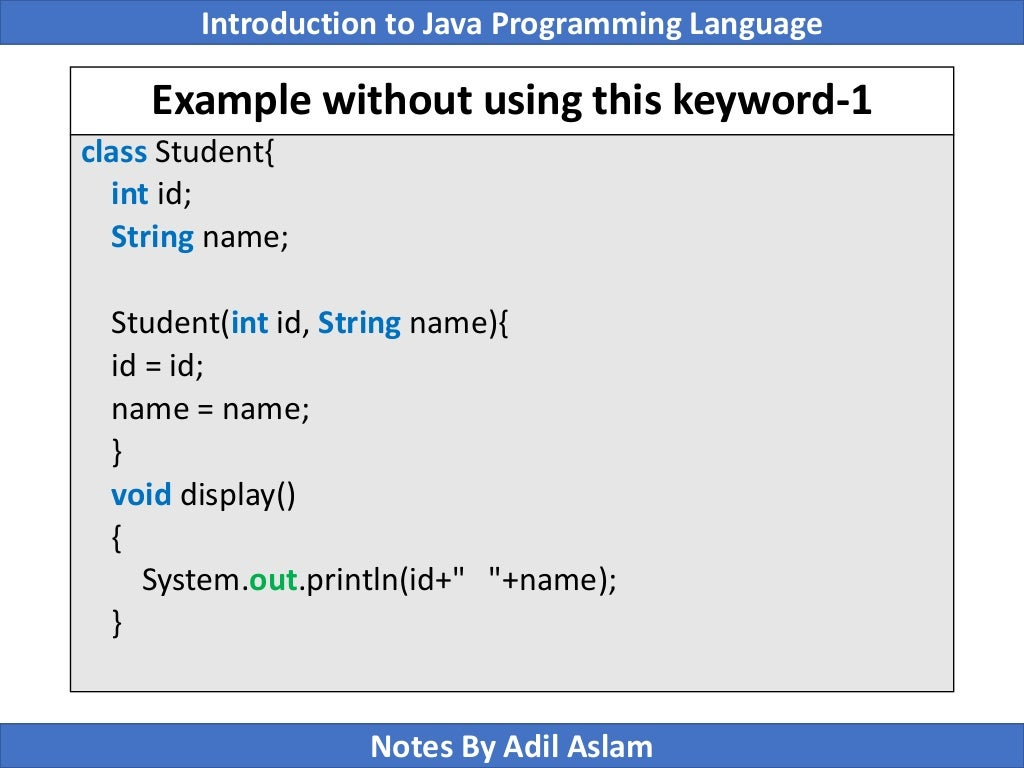 Introduction to Java Programming Language
Example without using this keyword-1
class Student{
int id;
String name;
Student(int id, String name){
id = id;
name = name;
}
void display()
{
System.out.println(id+"   "+name);
}
Notes By Adil Aslam